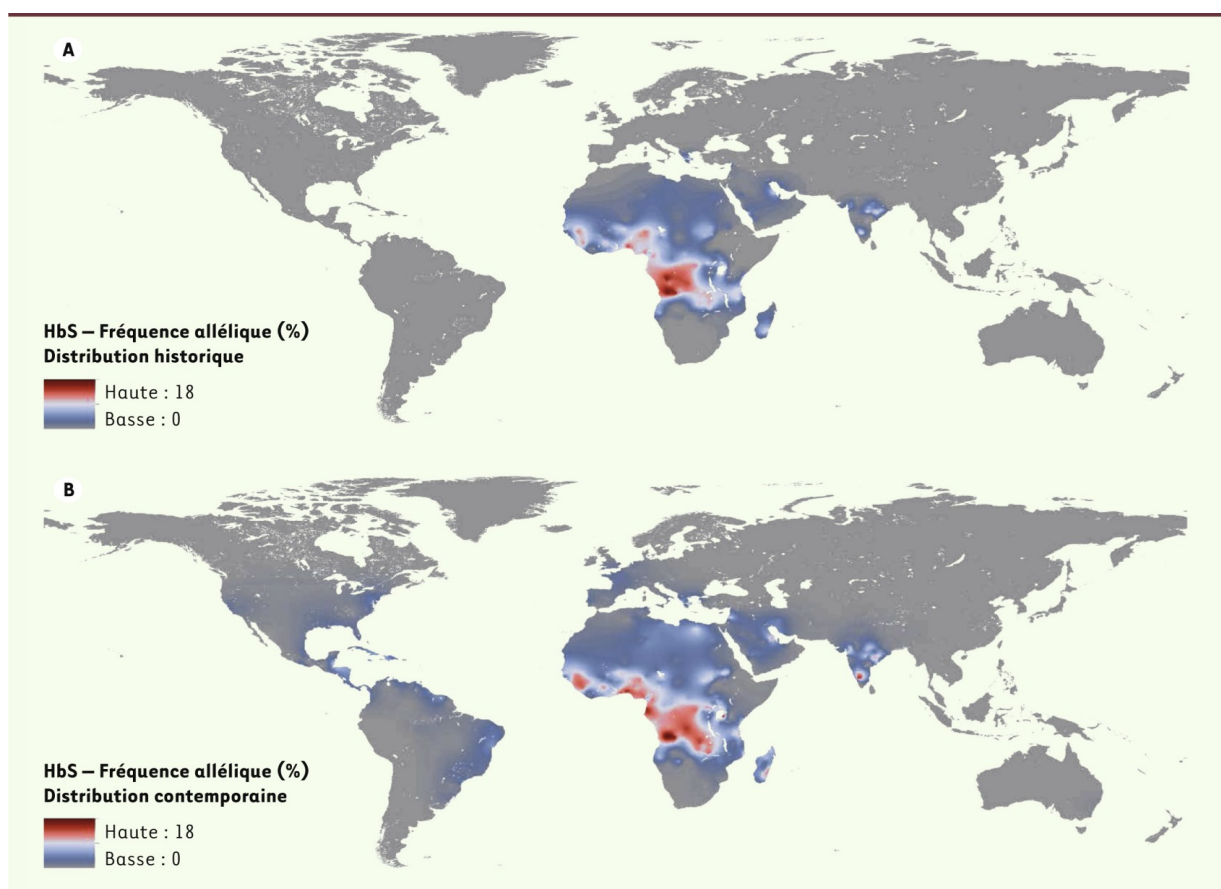 A
HbS – Fréquence allélique (%)
Distribution historique
Haute : 18
Basse : 0
B
HbS – Fréquence allélique (%)
Distribution contemporaine
Haute : 18
Basse : 0